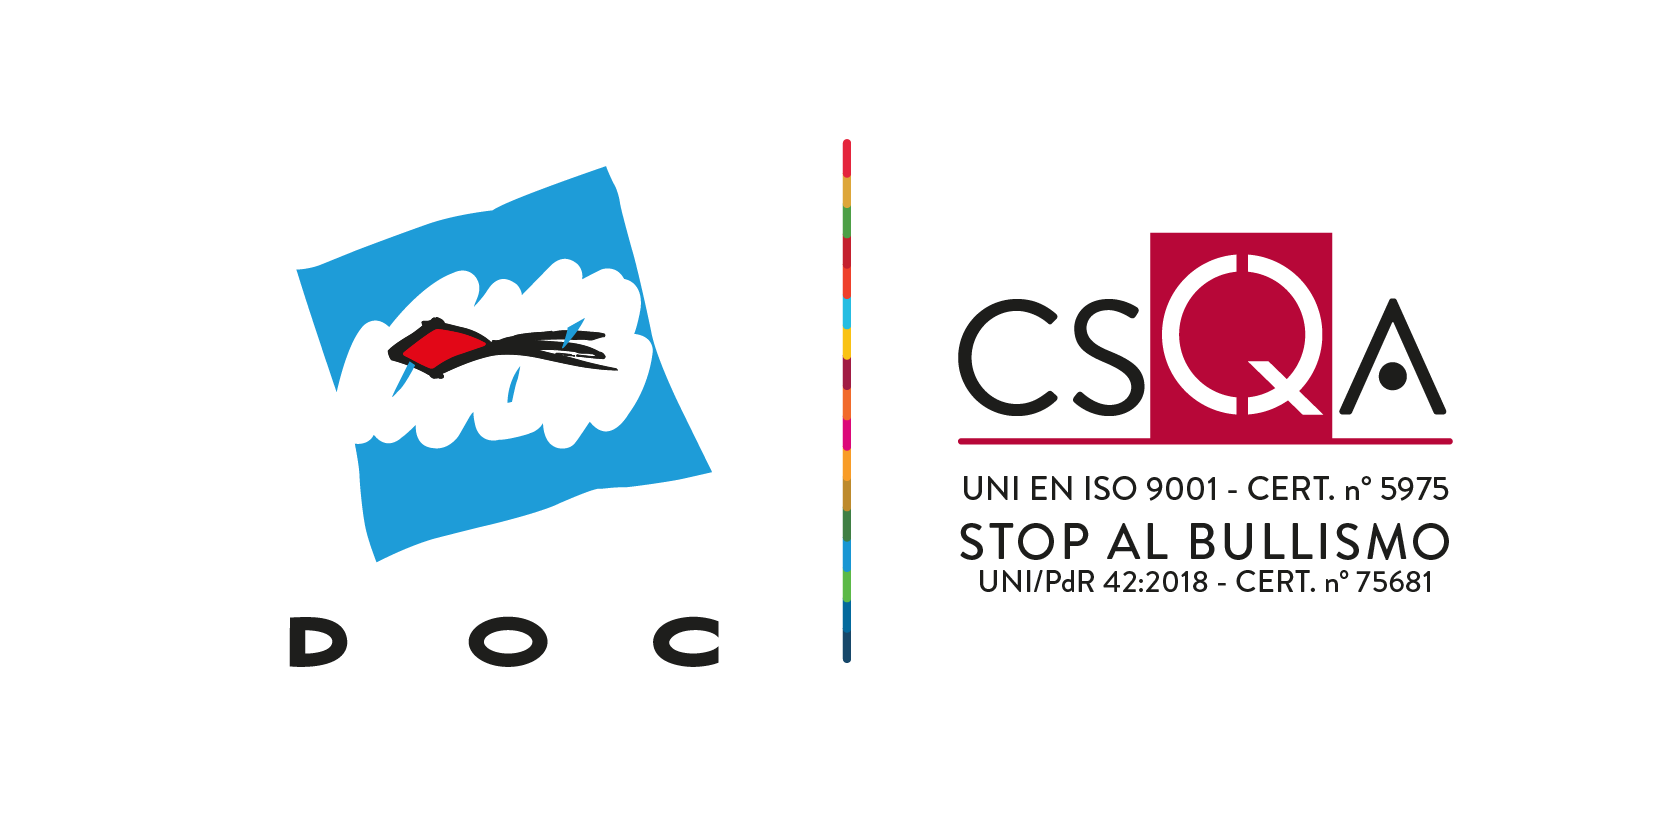 DOC
CSQA
UNI EN ISO 9001 - CERT. n° 5975
STOP AL BULLISMO
UNI/PdR 42:2018 - CERT. n° 75681